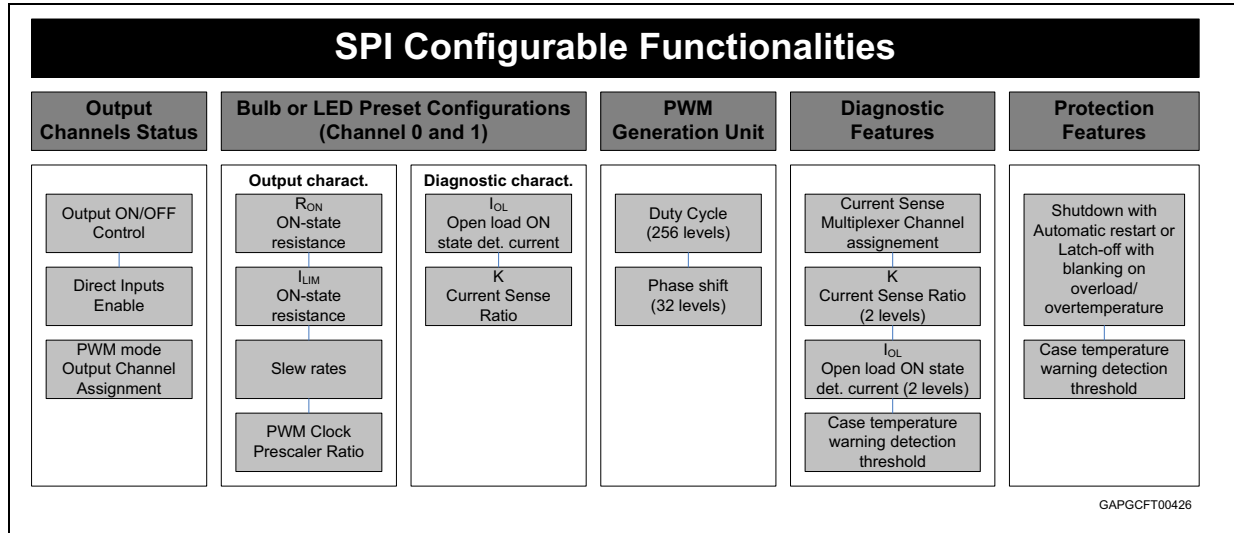 SPI Configurable Functionalities
Output
Channels Status
Bulb or LED Preset Configurations
(Channel 0 and 1)
PWM
Generation Unit
Diagnostic
Features
Protection
Features
Output charact.
RON
ON-state
resistance
ILIM
ON-state
resistance
Slew rates
PWM Clock
Prescaler Ratio
Diagnostic charact.
IOL
Open load ON
state det. current
K
Current Sense
Ratio
Output ON/OFF
Control
Direct Inputs
Enable
PWM mode
Output Channel
Assignment
Duty Cycle
(256 levels)
Phase shift
(32 levels)
Current Sense
Multiplexer Channel
assignement
K
Current Sense Ratio
(2 levels)
IOL
Open load ON state
det. current (2 levels)
Case temperature
warning detection
threshold
Shutdown with
Automatic restart or
Latch-off with
blanking on
overload/
overtemperature
Case temperature
warning detection
threshold
GAPGCFT00426